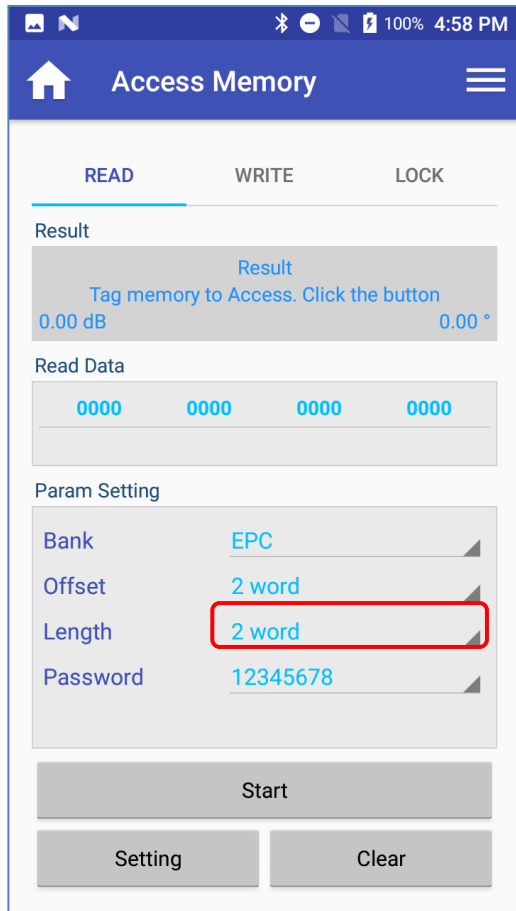 100% 4:58 PM
Access Memory
READ WRITE LOCK
Result
Result
Tag memory to Access. Click the button
0.00 dB 0.00 °
Read Data
0000 0000 0000 0000
Param Setting
Bank EPC
Offset 2 word
Length 2 word
Password 12345678
Start
Setting Clear